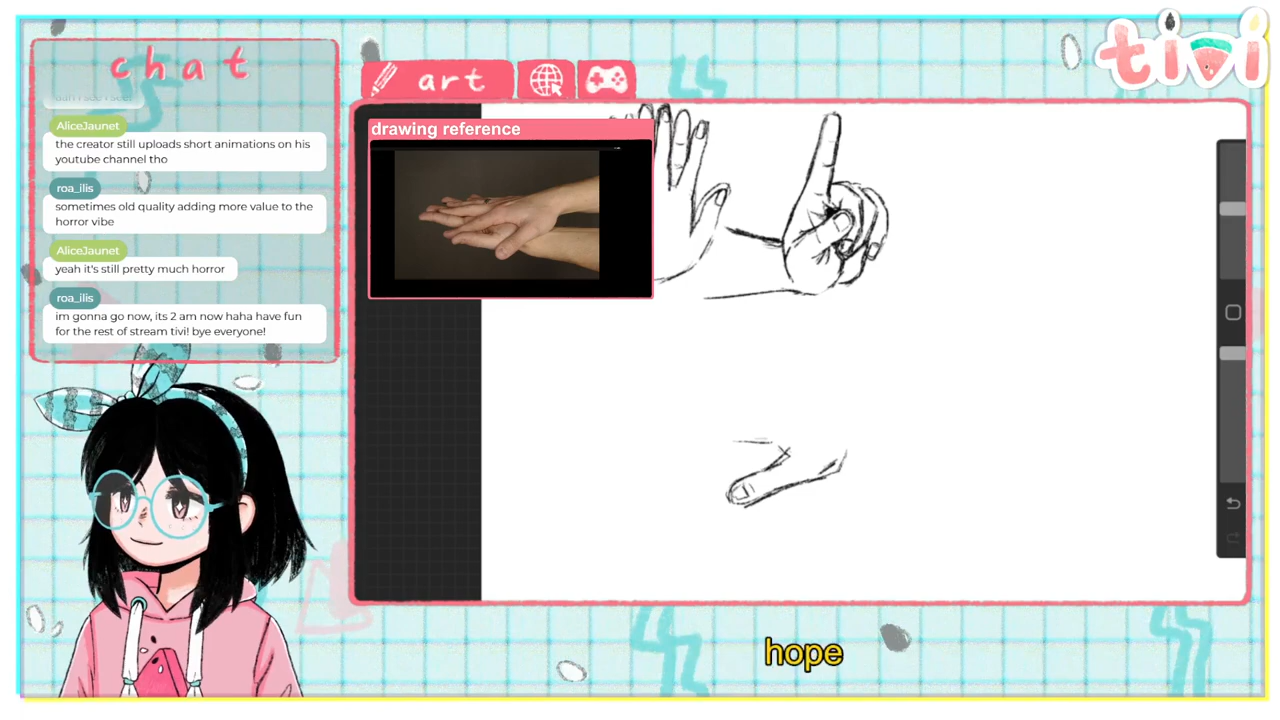 chat
AliceJaunet
the creator still uploads short animations on his
youtube channel tho
roa_ilis
sometimes old quality adding more value to the
horror vibe
AliceJaunet
yeah it's still pretty much horror
roa_ilis
im gonna go now, its 2 am now haha have fun
for the rest of stream tivi! bye everyone!
art
drawing reference
tivi
hope